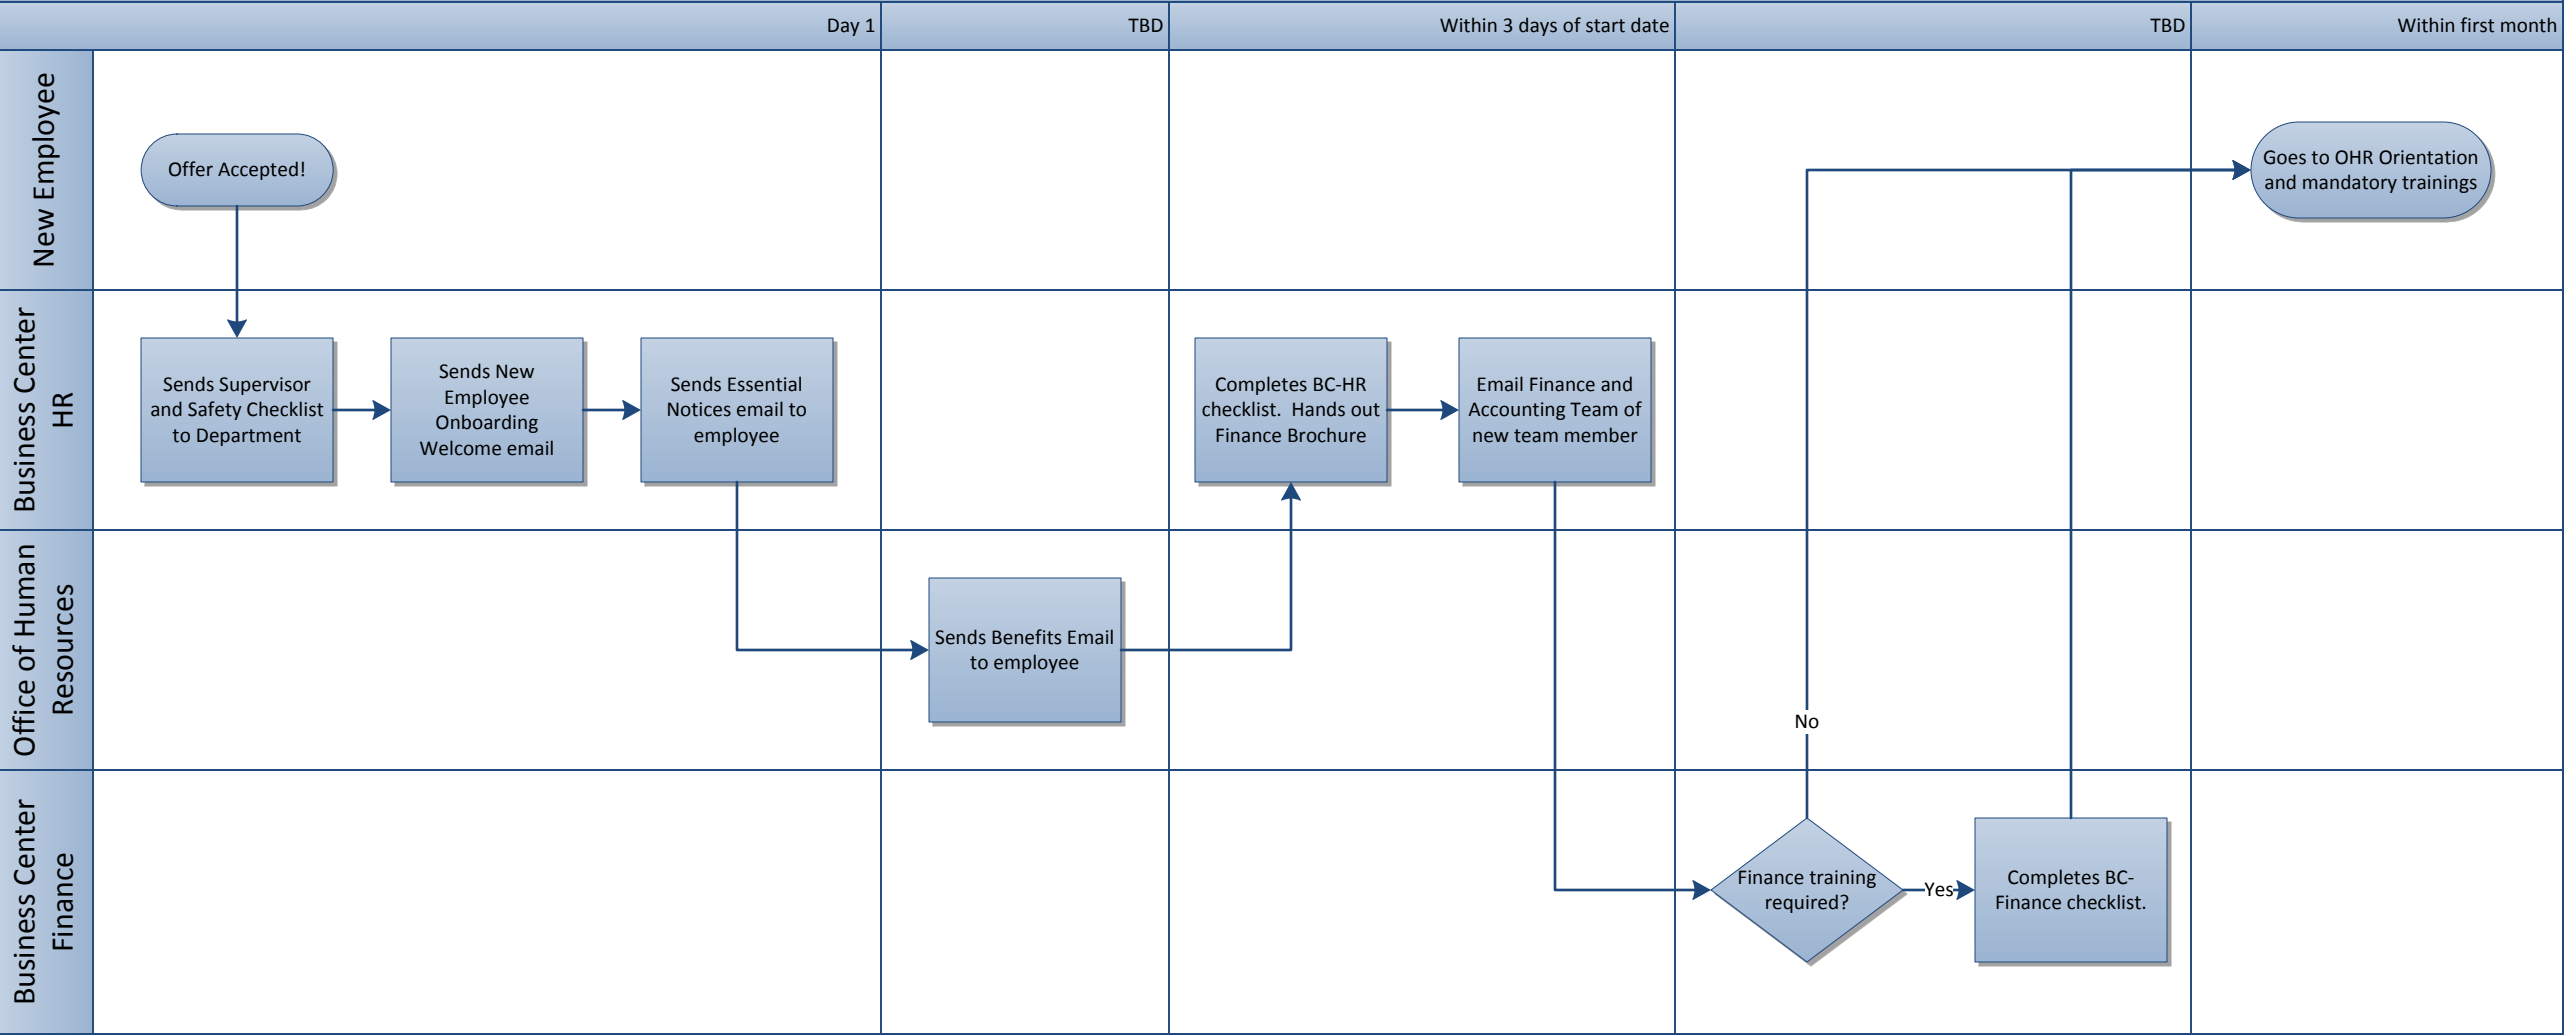 Day 1
TBD
Within 3 days of start date
TBD
Within first month
New Employee
Offer Accepted!
Goes to OHR Orientation
and mandatory trainings
Business Center
HR
Sends Supervisor
and Safety Checklist
to Department
Sends New
Employee
Onboarding
Welcome email
Sends Essential
Notices email to
employee
Completes BC-HR
checklist.  Hands out
Finance Brochure
Email Finance and
Accounting Team of
new team member
Office of Human
Resources
Sends Benefits Email
to employee
No
Business Center
Finance
Finance training
required?
Yes
Completes BC-
Finance checklist.